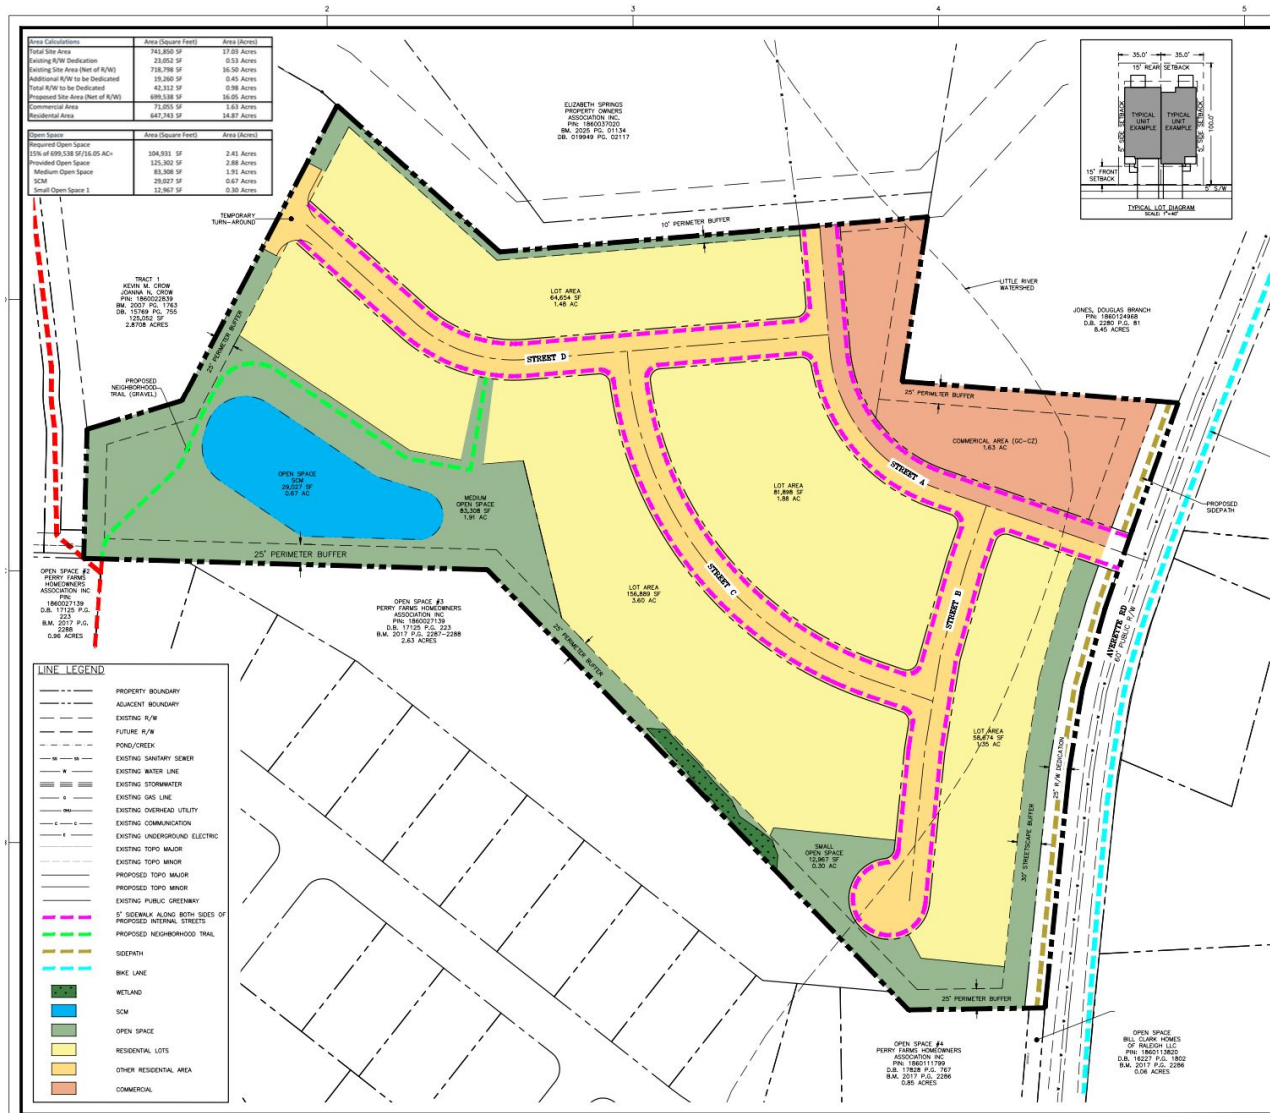 2
3
4
5
Area Calculations Area (Square Feet) Area (Acres)
Total Site Area 741,850 SF 17.03 Acres
Existing R/W Dedication 23,052 SF 0.53 Acres
Existing Site Area (Net of R/W) 718,798 SF 16.50 Acres
Additional R/W to be Dedicated 19,260 SF 0.45 Acres
Total R/W to be Dedicated 42,312 SF 0.98 Acres
Proposed Site Area (Net of R/W) 699,538 SF 16.05 Acres
Commercial Area 71,055 SF 1.63 Acres
Residental Area 647,743 SF 14.87 Acres
Open Space Area (Square Feet) Area (Acres)
Required Open Space
15% of 699,538 SF/16.05 AC= 104,931 SF 2.41 Acres
Provided Open Space 125,302 SF 2.88 Acres
Medium Open Space 83,308 SF 1.91 Acres
SCM 29,027 SF 0.67 Acres
Small Open Space 1 12,967 SF 0.30 Acres
ELIZABETH SPRINGS
PROPERTY OWNERS
ASSOCIATION INC.
PIN: 1860037020
BM. 2025 PG. 01134
DB. 019949 PG. 02117
35.0' 35.0'
15' REAR SETBACK
5' SIDE SETBACK
TYPICAL
UNIT
EXAMPLE
TYPICAL
UNIT
EXAMPLE
5' SIDE SETBACK
100.0'
15' FRONT
SETBACK
5' S/W
TYPICAL LOT DIAGRAM
SCALE: 1"=40'
TEMPORARY
TURN-AROUND
10' PERIMETER BUFFER
TRACT 1
KEVIN M. CROW
JOANNA N. CROW
PIN: 1860022839
BM. 2007 PG. 1763
DB. 15769 PG. 755
125,052 SF
2.8708 ACRES
LOT AREA
64,654 SF
1.48 AC
LITTLE RIVER
WATERSHED
JONES, DOUGLAS BRANCH
PIN: 1860124968
D.B. 2280 P.G. 81
8.45 ACRES
25' PERIMETER BUFFER
STREET D
PROPOSED
NEIGHBORHOOD
TRAIL (GRAVEL)
25' PERIMETER BUFFER
COMMERICAL AREA (GC-CZ)
1.63 AC
STREET A
OPEN SPACE
SCM
29,027 SF
0.67 AC
MEDIUM
OPEN SPACE
83,308 SF
1.91 AC
LOT AREA
81,898 SF
1.88 AC
PROPOSED
SIDEPATH
25' PERIMETER BUFFER
OPEN SPACE #2
PERRY FARMS
HOMEOWNERS
ASSOCIATION INC
PIN:
1860027139
D.B. 17125 P.G.
223
B.M. 2017 P.G.
2288
0.96 ACRES
OPEN SPACE #3
PERRY FARMS HOMEOWNERS
ASSOCIATION INC
PIN: 1860027139
D.B. 17125 P.G. 223
B.M. 2017 P.G. 2287-2288
2.63 ACRES
LOT AREA
156,889 SF
3.60 AC
STREET C
STREET B
AVERETTE RD
60' PUBLIC R/W
25' PERIMETER BUFFER
LOT AREA
58,674 SF
1.35 AC
25' R/W DEDICATION
30' STREETSCAPE BUFFER
SMALL
OPEN SPACE
12,967 SF
0.30 AC
25' PERIMETER BUFFER
LINE LEGEND
PROPERTY BOUNDARY
ADJACENT BOUNDARY
EXISTING R/W
FUTURE R/W
POND/CREEK
EXISTING SANITARY SEWER
EXISTING WATER LINE
EXISTING STORMWATER
EXISTING GAS LINE
EXISTING OVERHEAD UTILITY
EXISTING COMMUNICATION
EXISTING UNDERGROUND ELECTRIC
EXISTING TOPO MAJOR
EXISTING TOPO MINOR
PROPOSED TOPO MAJOR
PROPOSED TOPO MINOR
EXISTING PUBLIC GREENWAY
5' SIDEWALK ALONG BOTH SIDES OF
PROPOSED INTERNAL STREETS
PROPOSED NEIGHBORHOOD TRAIL
SIDEPATH
BIKE LANE
WETLAND
SCM
OPEN SPACE
RESIDENTIAL LOTS
OTHER RESIDENTIAL AREA
COMMERCIAL
OPEN SPACE #4
PERRY FARMS HOMEOWNERS
ASSOCIATION INC
PIN: 1860111799
D.B. 17828 P.G. 767
B.M. 2017 P.G. 2286
0.85 ACRES
OPEN SPACE
BILL CLARK HOMES
OF RALEIGH LLC
PIN: 1860113820
D.B. 16227 P.G. 1802
B.M. 2017 P.G. 2286
0.06 ACRES